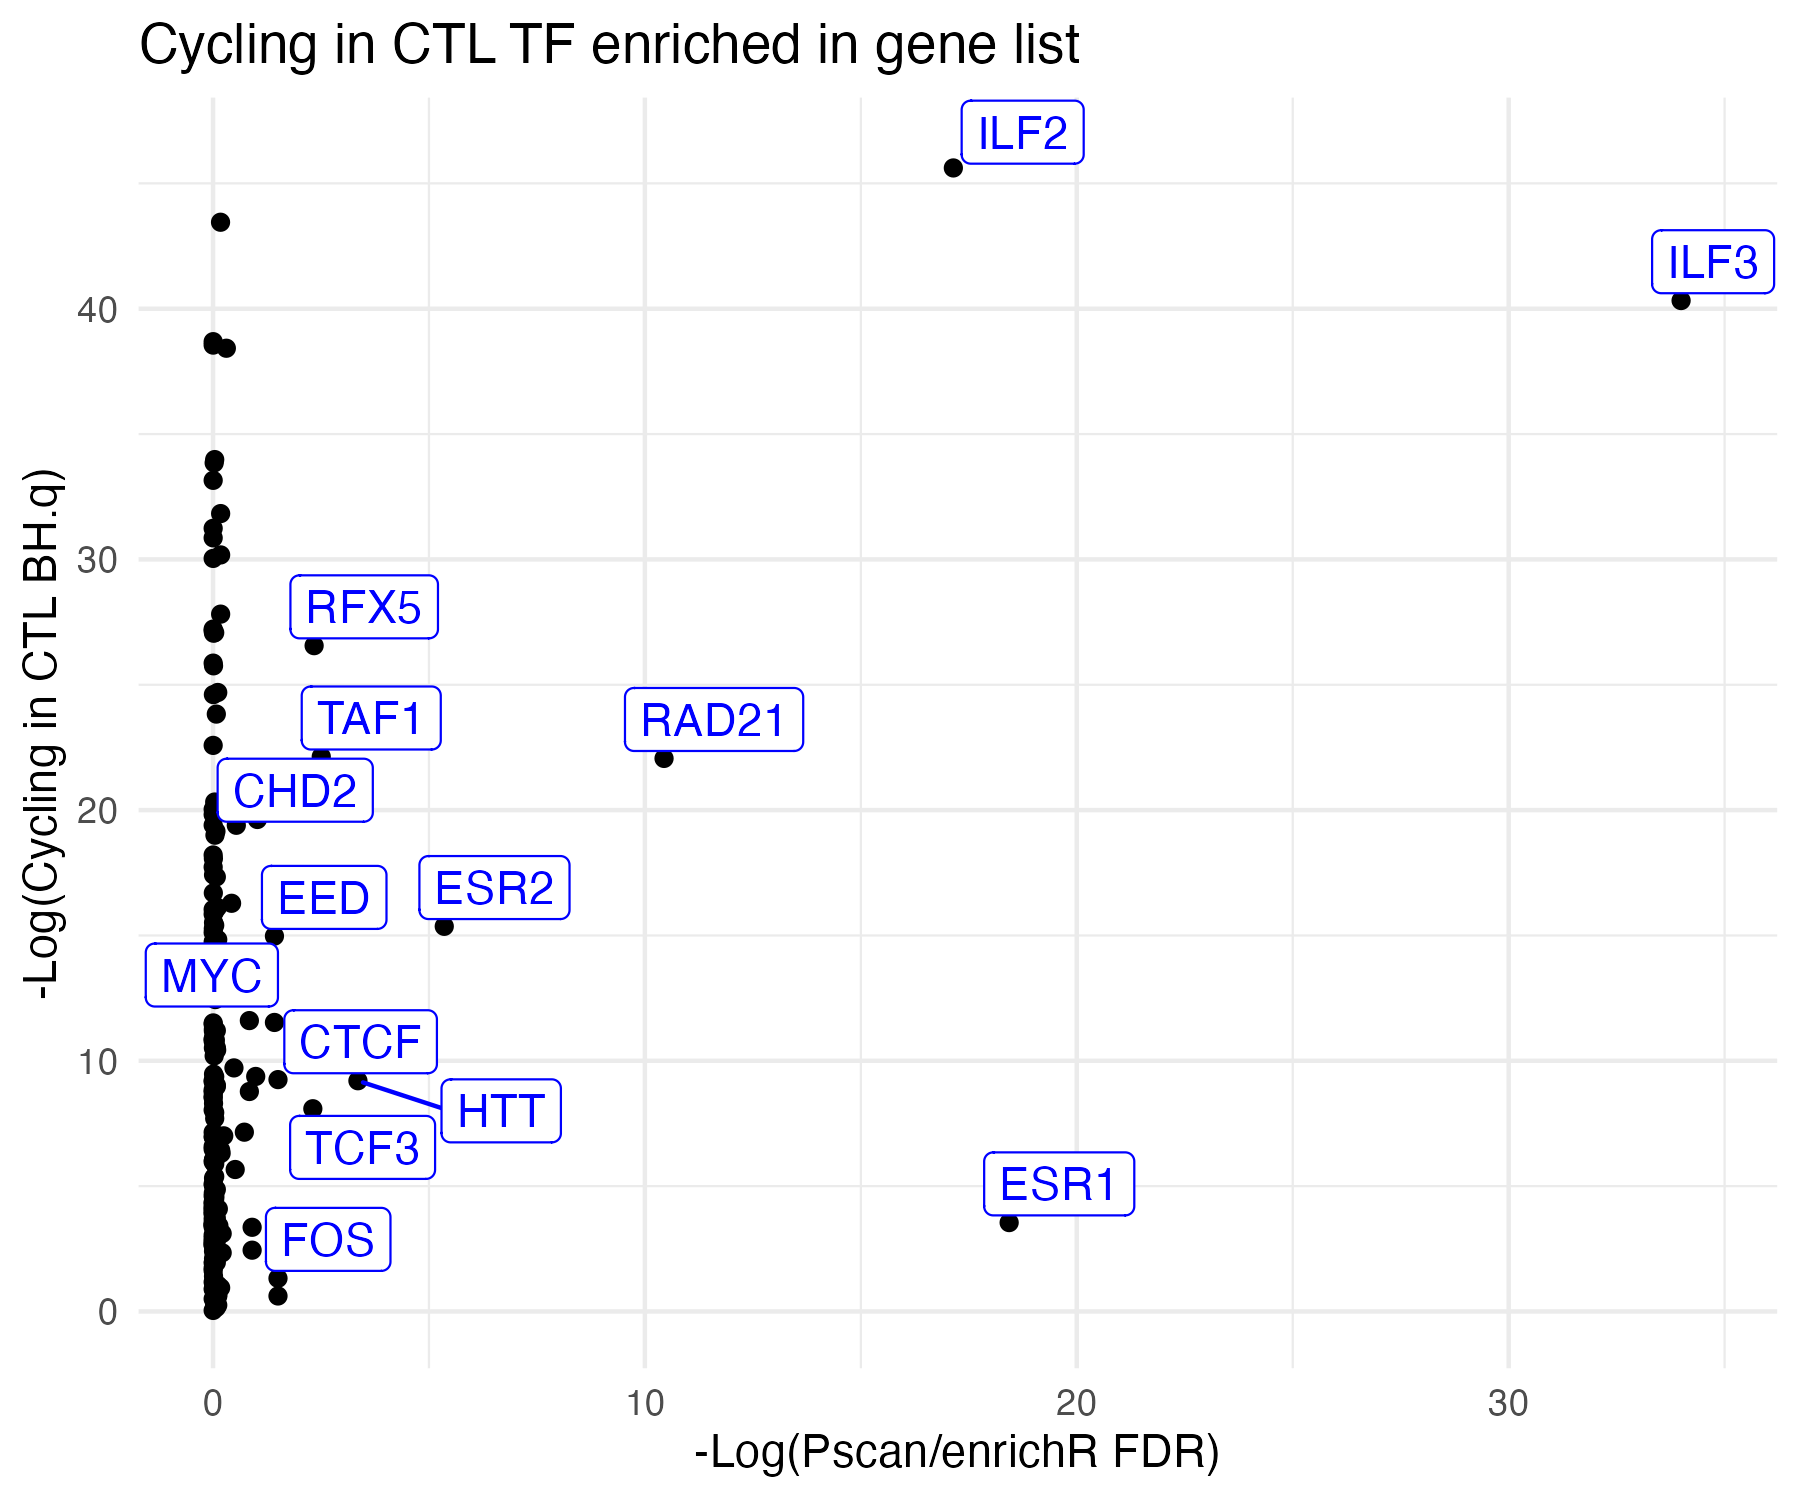 Cycling in CTL TF enriched in gene list
ILF2
ILF3
40
30
RFX5
TAF1
RAD21
CHD2
20
EED
ESR2
MYC
CTCF
10
HTT
TCF3
ESR1
FOS
0
0 10 20 30
-Log(Pscan/enrichR FDR)
-Log(Cycling in CTL BH.q)